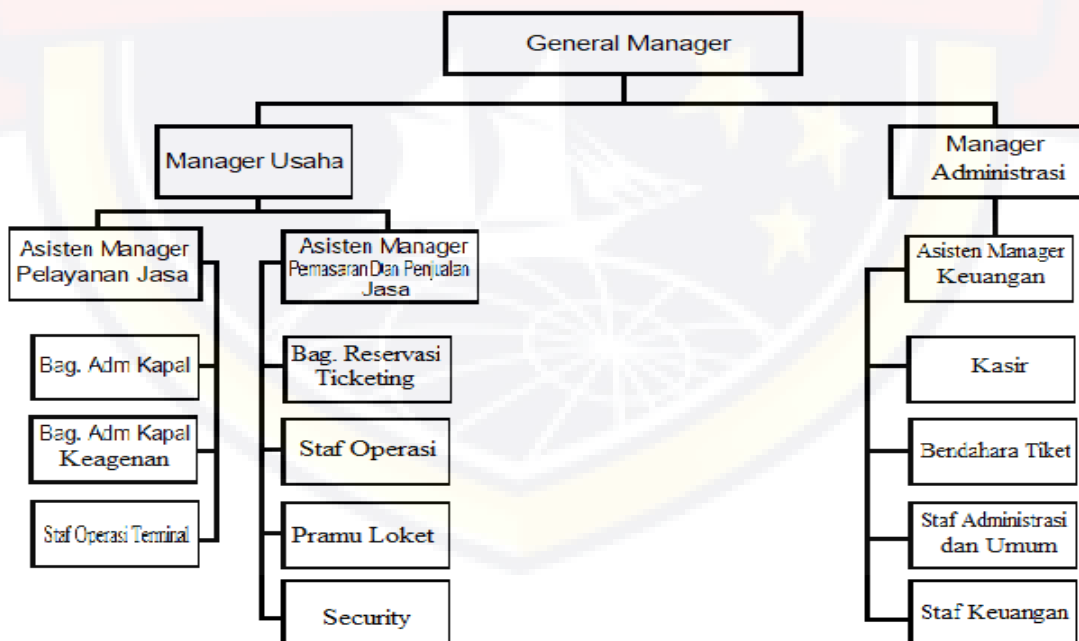 General Manager
Manager Usaha
Manager
Administrasi
Asisten Manager
Pelayanan Jasa
Asisten Manager
Pemasaran Dan Penjualan
Jasa
Asisten Manager
Keuangan
Bag. Adm Kapal
Bag. Adm Kapal
Keagenan
Staf Operasi Terminal
Bag. Reservasi
Ticketing
Staf Operasi
Pramu Loket
Security
Kasir
Bendahara Tiket
Staf Administrasi
dan Umum
Staf Keuangan